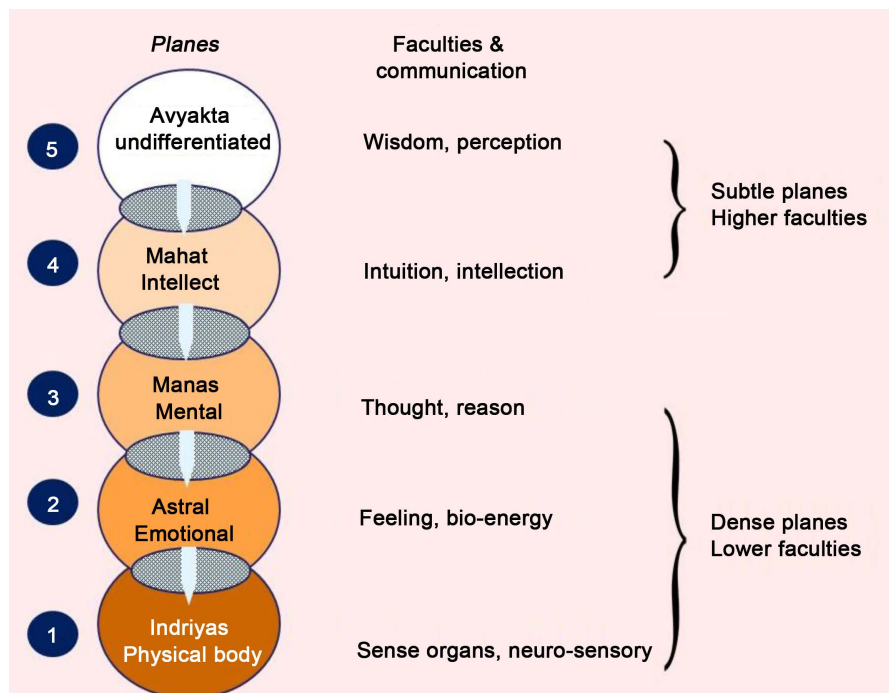 Planes
Faculties &
communication
5
Avyakta
undifferentiated
Wisdom, perception
Subtle planes
Higher faculties
4
Mahat
Intellect
Intuition, intellection
3
Manas
Mental
Thought, reason
2
Astral
Emotional
Feeling, bio-energy
Dense planes
Lower faculties
1
Indriyas
Physical body
Sense organs, neuro-sensory